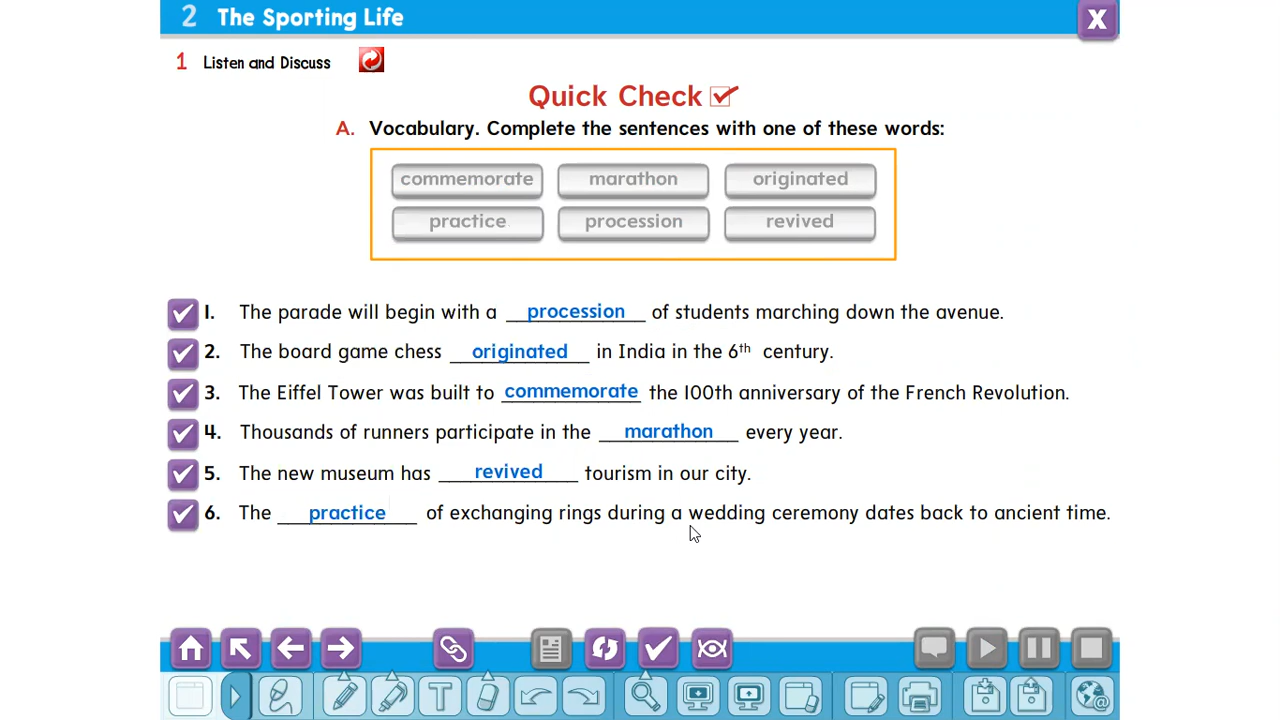 2 The Sporting Life
X
1 Listen and Discuss
Quick Check
A. Vocabulary. Complete the sentences with one of these words:
commemorate marathon originated
practice procession revived
1. The parade will begin with a procession of students marching down the avenue.
2. The board game chess originated in India in the 6th century.
3. The Eiffel Tower was built to commemorate the 100th anniversary of the French Revolution.
4. Thousands of runners participate in the marathon every year.
5. The new museum has revived tourism in our city.
6. The practice of exchanging rings during a wedding ceremony dates back to ancient time.
T @